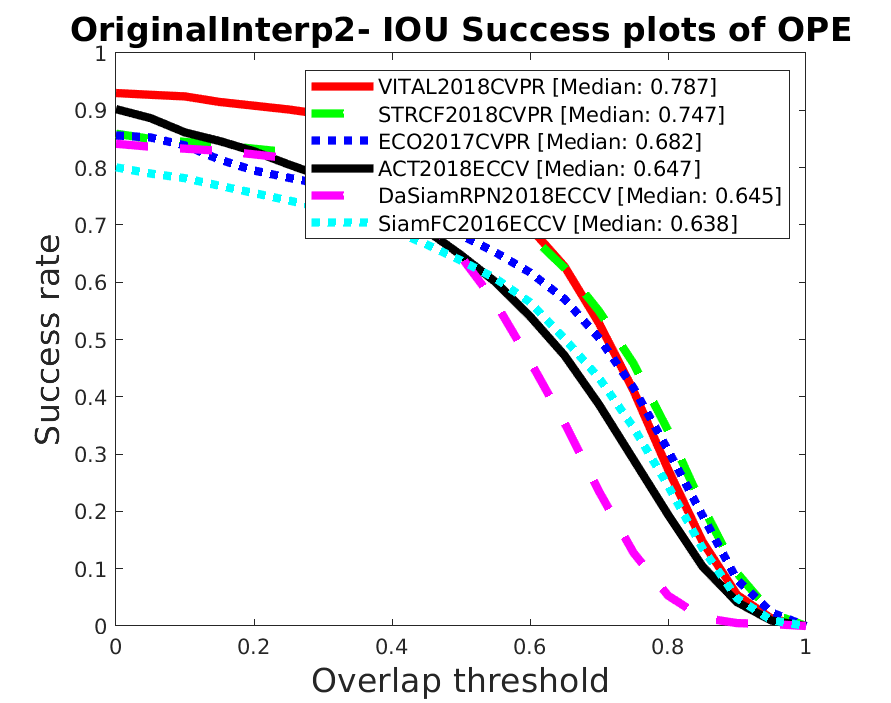 OriginalInterp2- IOU Success plots of OPE
1
0.9
0.8
0.7
0.6
0.5
0.4
0.3
0.2
0.1
0
Success rate
VITAL2018CVPR [Median: 0.787]
STRCF2018CVPR [Median: 0.747]
ECO2017CVPR [Median: 0.682]
ACT2018ECCV [Median: 0.647]
DaSiamRPN2018ECCV [Median: 0.645]
SiamFC2016ECCV [Median: 0.638]
0 0.2 0.4 0.6 0.8 1
Overlap threshold